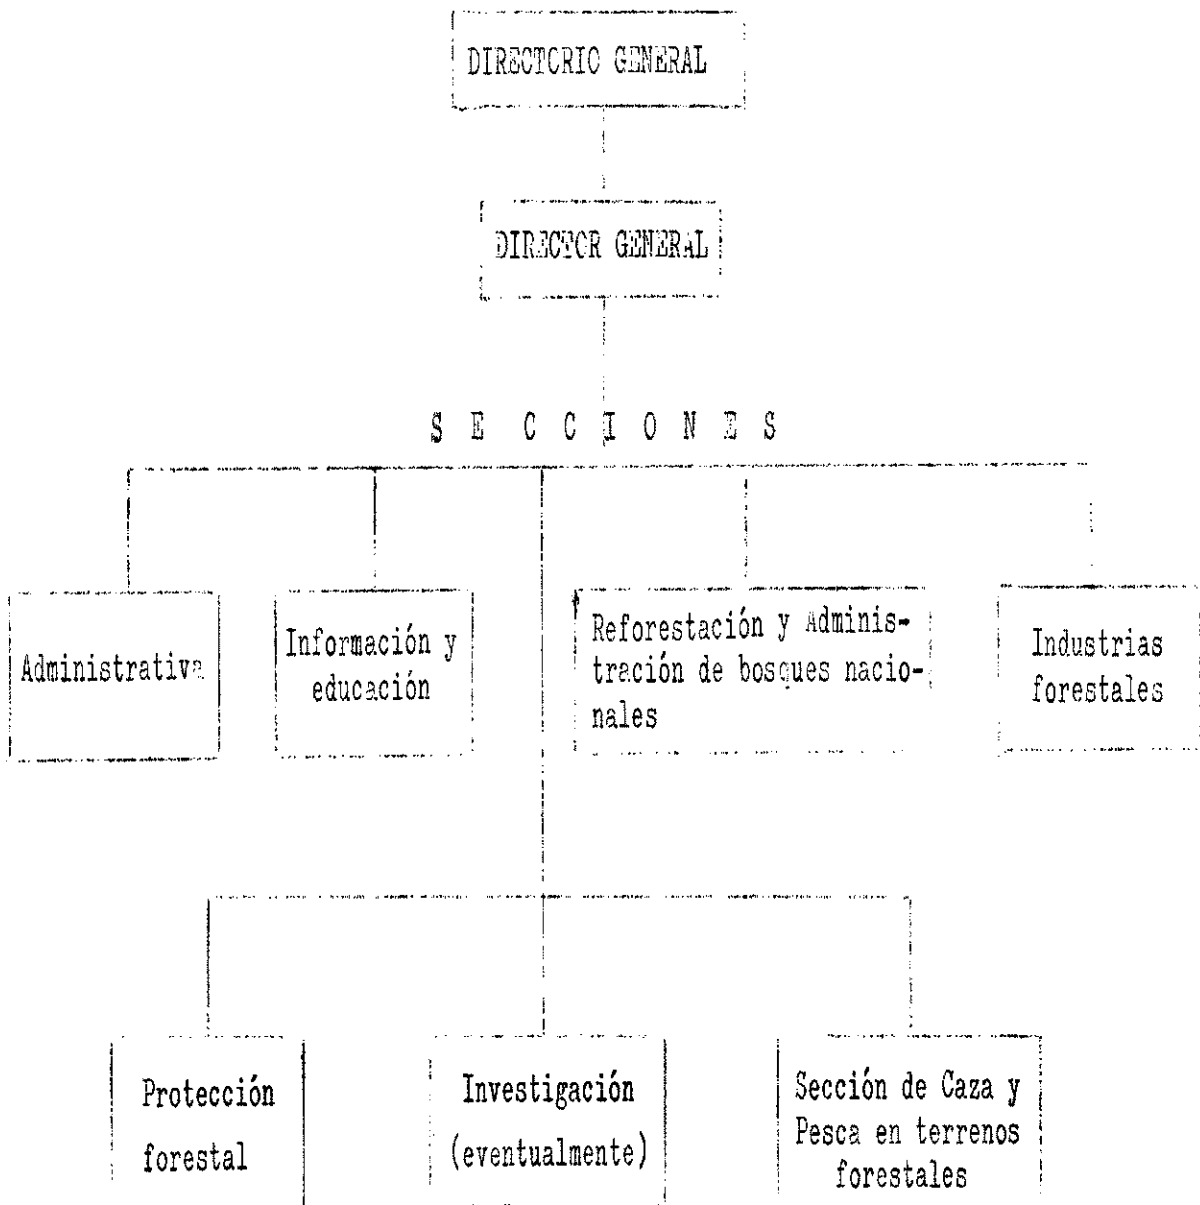 DIRECTORIO GENERAL
DIRECTOR GENERAL
S E C C I O N E S
Administrativa
Información y
educación
Reforestación y Adminis-
tración de bosques nacio-
nales
Industrias
forestales
Protección
forestal
Investigación
(eventualmente)
Sección de Caza y
Pesca en terrenos
forestales